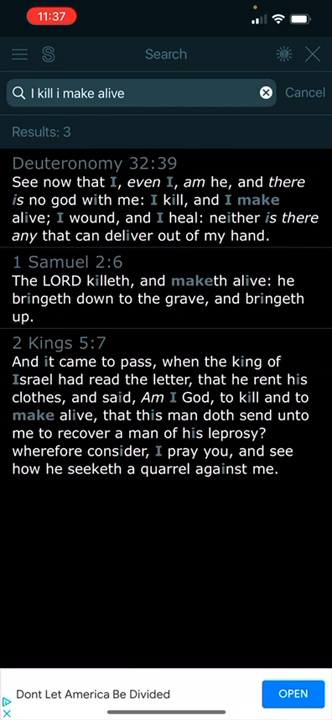 11:37
S Search
I kill i make alive Cancel
Results: 3
Deuteronomy 32:39
See now that I, even I, am he, and there
is no god with me: I kill, and I make
alive; I wound, and I heal: neither is there
any that can deliver out of my hand.
1 Samuel 2:6
The LORD killeth, and maketh alive: he
bringeth down to the grave, and bringeth
up.
2 Kings 5:7
And it came to pass, when the king of
Israel had read the letter, that he rent his
clothes, and said, Am I God, to kill and to
make alive, that this man doth send unto
me to recover a man of his leprosy?
wherefore consider, I pray you, and see
how he seeketh a quarrel against me.
Dont Let America Be Divided
OPEN